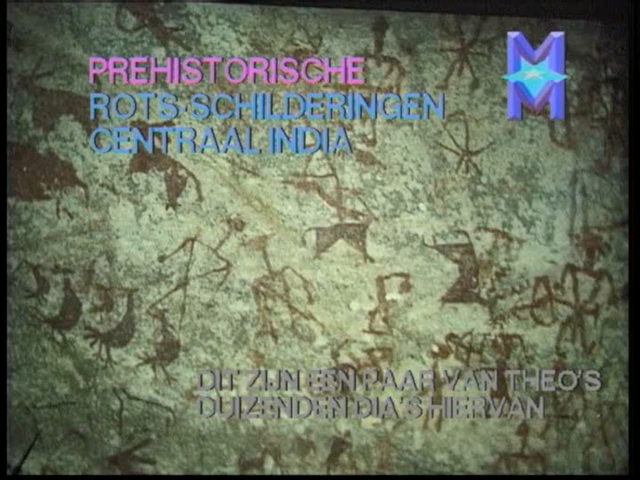 PREHISTORISCHE
ROTS SCHILDERINGEN
CENTRAAL INDIA
M
DIT ZIJN EEN PAAR VAN THEO'S
DUIZENDEN DIA'S HIERVAN